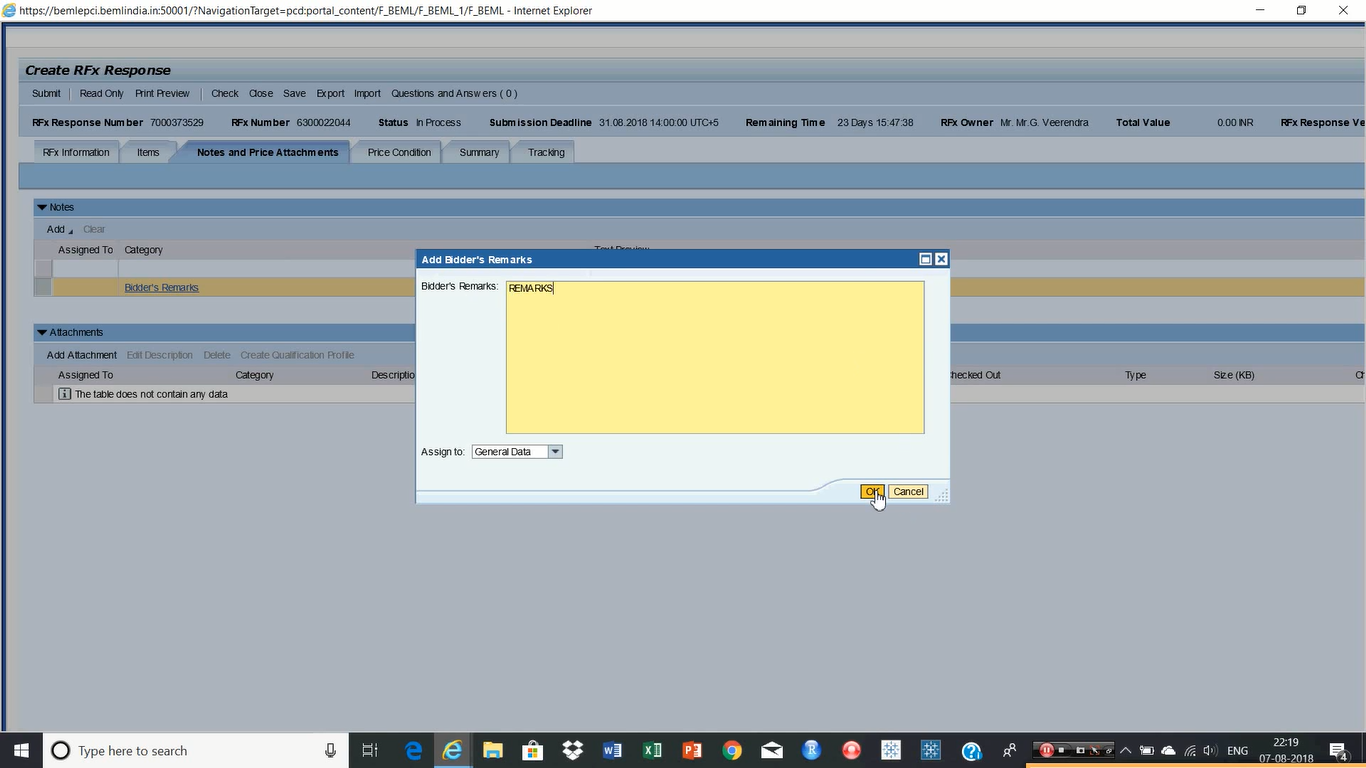 https://bemlepci.bemlindia.in:50001/?NavigationTarget=pcd:portal_content/F_BEML/F_BEML_1/F_BEML - Internet Explorer
Create RFx Response
Submit Read Only Print Preview Check Close Save Export Import Questions and Answers ( 0 )
RFx Response Number 7000373529 RFx Number 6300022044 Status In Process Submission Deadline 31.08.2018 14:00:00 UTC+5 Remaining Time 23 Days 15:47:38 RFx Owner Mr. Mr.G. Veerendra Total Value 0.00 INR RFx Response Ve
RFx Information Items Notes and Price Attachments Price Condition Summary Tracking
Notes
Add Clear
Assigned To Category
Bidder's Remarks
Add Bidder's Remarks
Bidder's Remarks: REMARKS
Assign to: General Data
OK Cancel
Attachments
Add Attachment Edit Description Delete Create Qualification Profile
Assigned To Category Descriptio hecked Out Type Size (KB) Ch
The table does not contain any data
Type here to search
ENG 22:19
07-08-2018
4